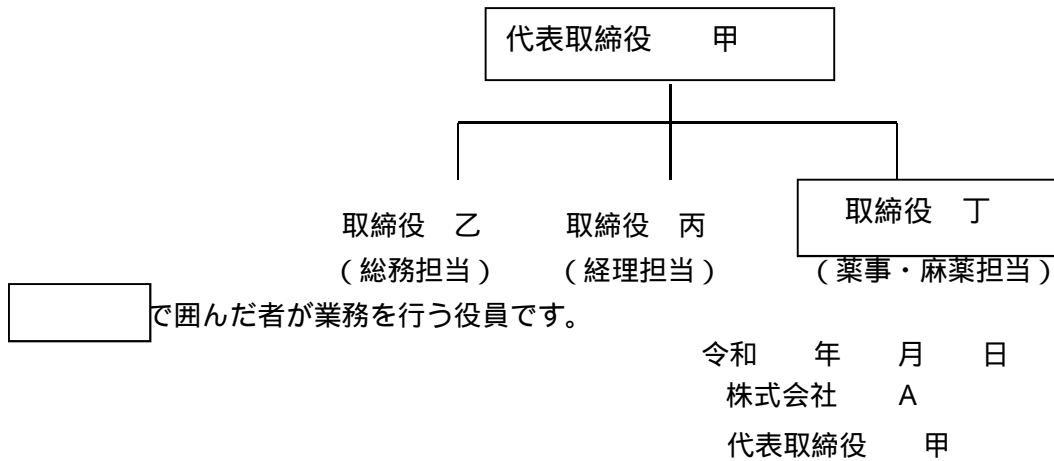 代表取締役　　甲
取締役　乙　　取締役　丙　　取締役　丁
（総務担当）　（経理担当）　（薬事・麻薬担当）
で囲んだ者が業務を行う役員です。
令和　　年　　月　　日
株式会社　　A
代表取締役　　甲